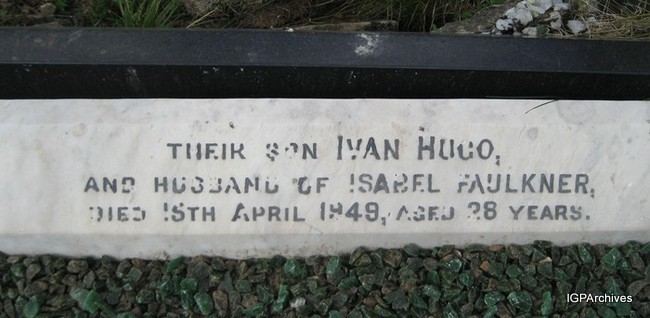 THEIR SON IVAN HUGO,
AND HUSBAND OF ISABEL FAULKNER,
DIED 15TH APRIL 1949, AGED 28 YEARS.
IGPArchives